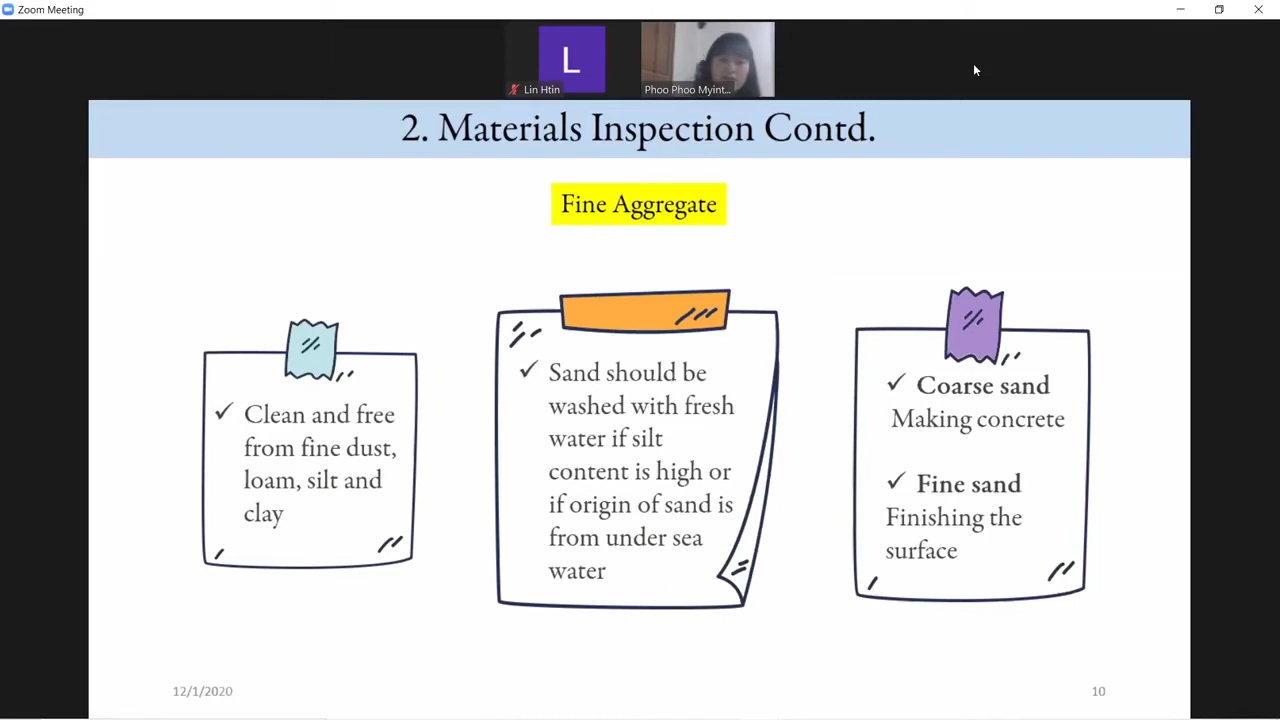 Zoom Meeting
L
Lin Htin
Phoo Phoo Myint...
2. Materials Inspection Contd.
Fine Aggregate
✓ Clean and free
from fine dust,
loam, silt and
clay
✓ Sand should be
washed with fresh
water if silt
content is high or
if origin of sand is
from under sea
water
✓ Coarse sand
Making concrete
✓ Fine sand
Finishing the
surface
12/1/2020
10